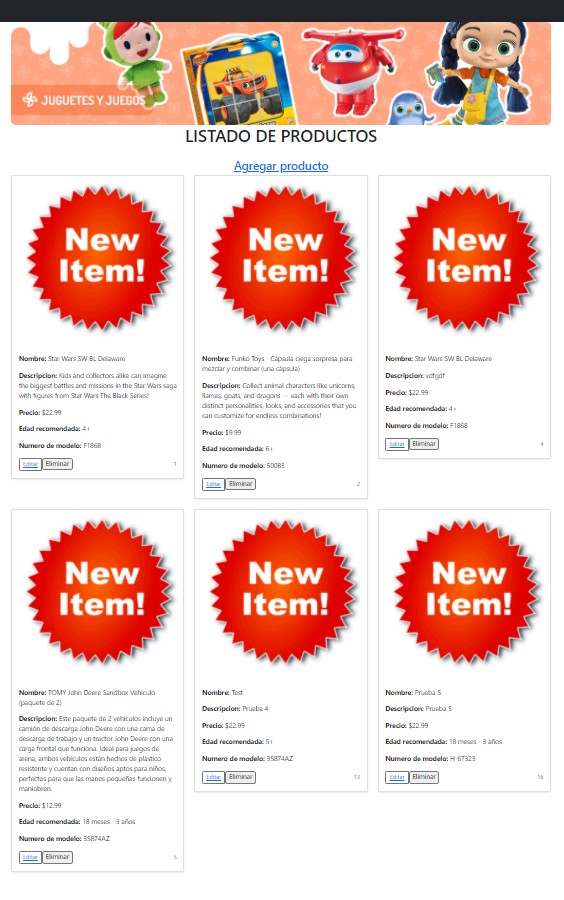 JUGUETES Y JUEGOS
LISTADO DE PRODUCTOS
Agregar producto
New
Item!
Nombre: Star Wars SW BL Delaware
Descripcion: Kids and collectors alike can imagine
the biggest battles and missions in the Star Wars saga
with figures from Star Wars The Black Series!
Precio: $22.99
Edad recomendada: 4+
Numero de modelo: F1868
Editar Eliminar 1
New
Item!
Nombre: Funko Toys - Cápsula ciega sorpresa para
mezclar y combinar (una cápsula)
Descripcion: Collect animal characters like unicorns,
llamas, goats, and dragons — each with their own
distinct personalities, looks, and accessories that you
can customize for endless combinations!
Precio: $9.99
Edad recomendada: 6+
Numero de modelo: 50083
Editar Eliminar 2
New
Item!
Nombre: Star Wars SW BL Delaware
Descripcion: vdfgdf
Precio: $22.99
Edad recomendada: 4+
Numero de modelo: F1868
Editar Eliminar 4
New
Item!
Nombre: TOMY John Deere Sandbox Vehiculo
(paquete de 2)
Descripcion: Este paquete de 2 vehiculos incluye un
camión de descarga John Deere con una cama de
descarga de trabajo y un tractor John Deere con una
carga frontal que funciona. Ideal para juegos de
arena, ambos vehículos están hechos de plástico
resistente y cuentan con diseños aptos para niños,
perfectos para que las manos pequeñas funcionen y
maniobren.
Precio: $12.99
Edad recomendada: 18 meses - 3 años
Numero de modelo: 35874AZ
Editar Eliminar 5
New
Item!
Nombre: Test
Descripcion: Prueba 4
Precio: $22.99
Edad recomendada: 5+
Numero de modelo: 35874AZ
Editar Eliminar 13
New
Item!
Nombre: Prueba 5
Descripcion: Prueba 5
Precio: $22.99
Edad recomendada: 18 meses - 3 años
Numero de modelo: H-67323
Editar Eliminar 16